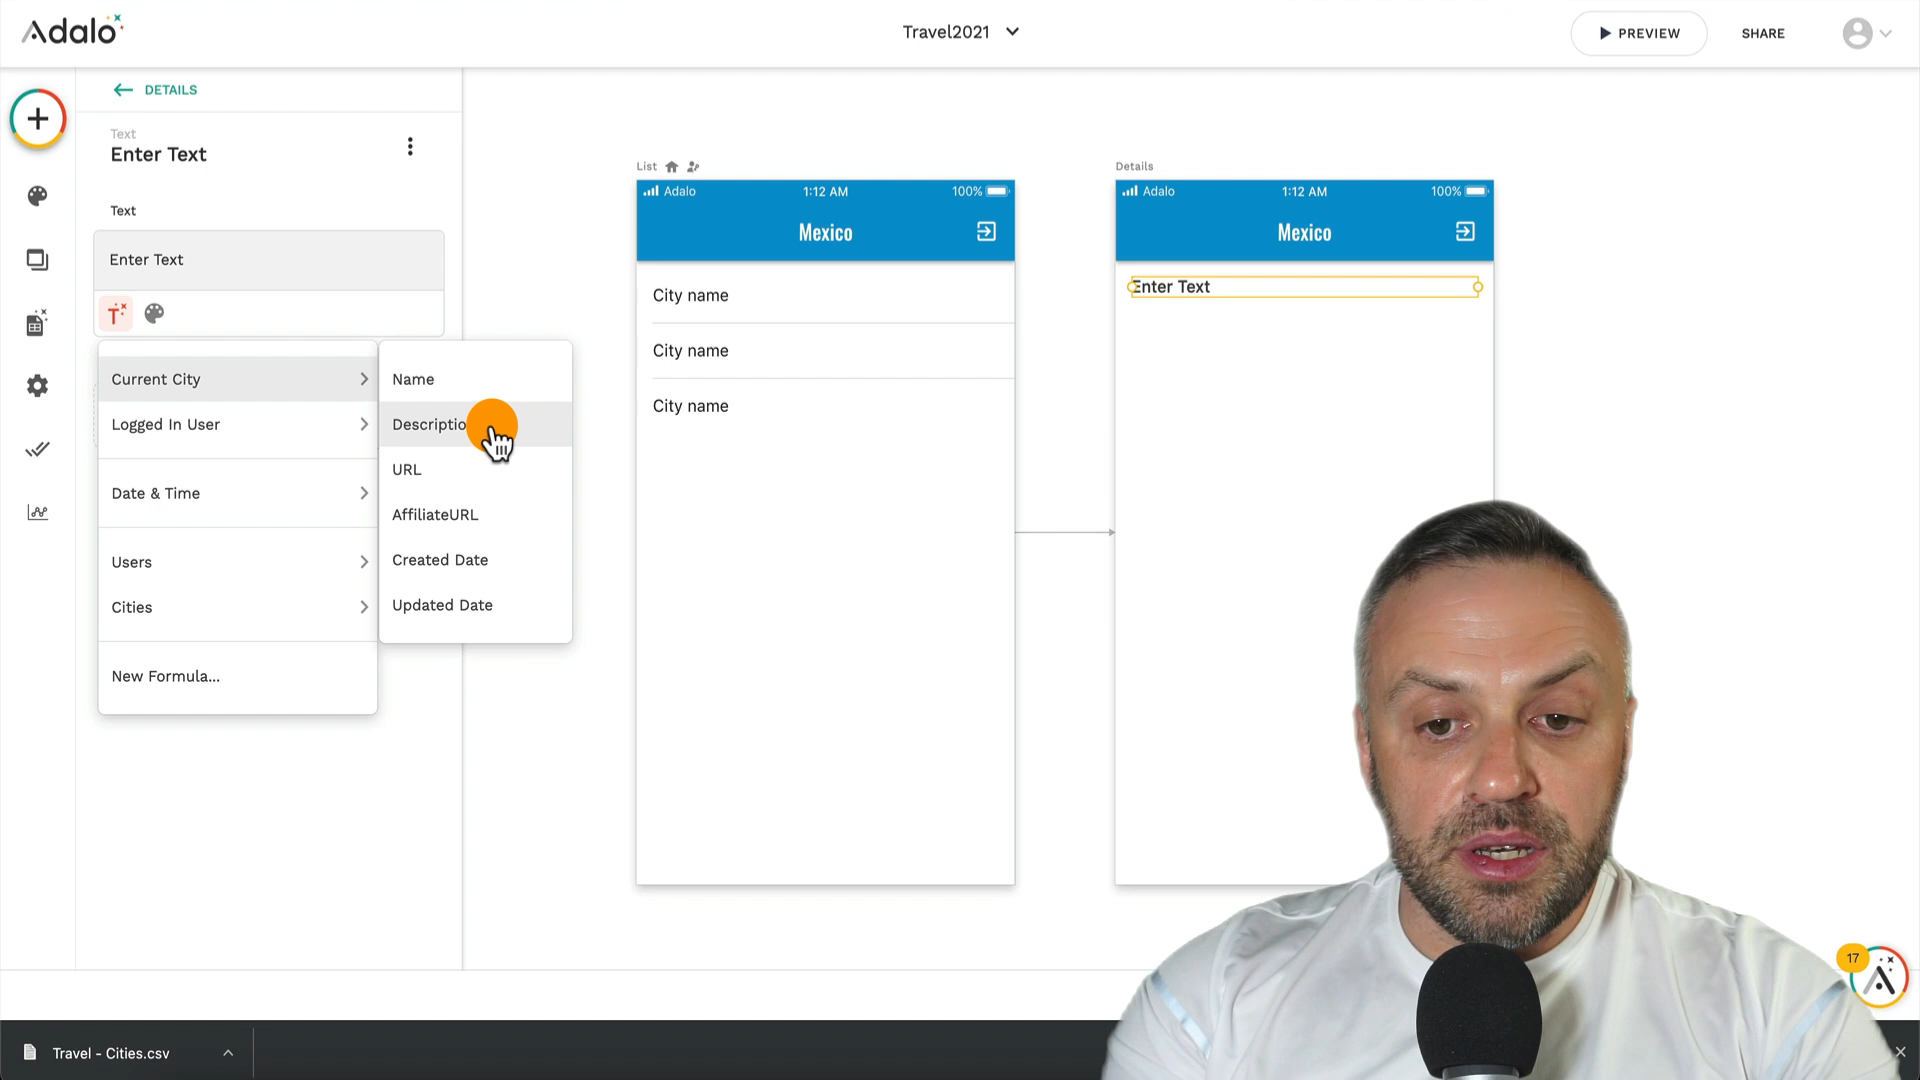 Adalo
Travel2021
PREVIEW
SHARE
DETAILS
Text
Enter Text
Text
Enter Text
Current City
Logged In User
Date & Time
Users
Cities
New Formula...
Name
Descriptio
URL
AffiliateURL
Created Date
Updated Date
List
Adalo 1:12 AM 100%
Mexico
City name
City name
City name
Details
Adalo 1:12 AM 100%
Mexico
Enter Text
17
Travel - Cities.csv